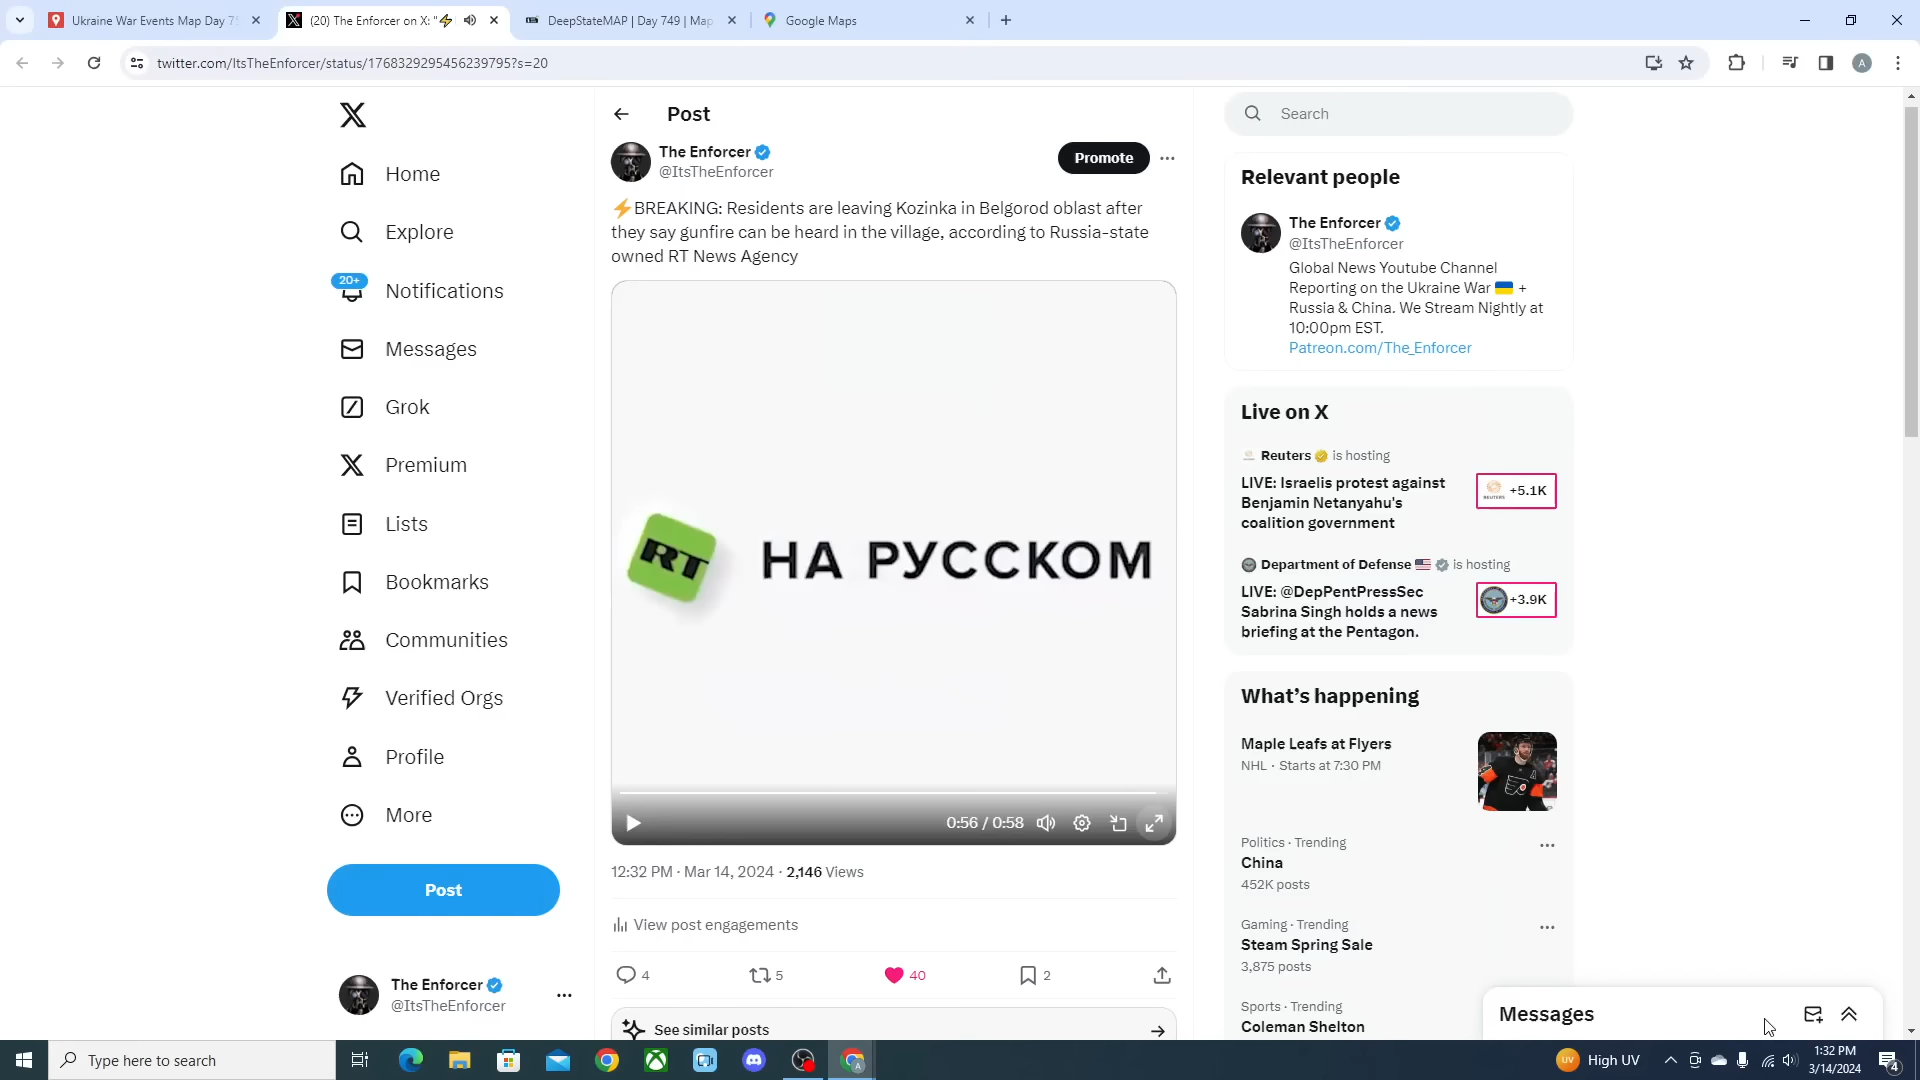 Ukraine War Events Map Day 7
(20) The Enforcer on X: "⚡
DeepStateMAP | Day 749 | Map
Google Maps
twitter.com/ItsTheEnforcer/status/1768329295456239795?s=20
A
Home
Explore
20+
Notifications
Messages
Grok
Premium
Lists
Bookmarks
Communities
Verified Orgs
Profile
More
Post
The Enforcer
@ItsTheEnforcer
Post
The Enforcer
@ItsTheEnforcer
Promote
⚡BREAKING: Residents are leaving Kozinka in Belgorod oblast after
they say gunfire can be heard in the village, according to Russia-state
owned RT News Agency
RT НА РУССКОМ
0:56 / 0:58
12:32 PM · Mar 14, 2024 · 2,146 Views
View post engagements
4 5 40 2
See similar posts
Search
Relevant people
The Enforcer
@ItsTheEnforcer
Global News Youtube Channel
Reporting on the Ukraine War 🇺🇦 +
Russia & China. We Stream Nightly at
10:00pm EST.
Patreon.com/The_Enforcer
Live on X
Reuters is hosting
LIVE: Israelis protest against
Benjamin Netanyahu's
coalition government
REUTERS +5.1K
Department of Defense 🇺🇸 is hosting
LIVE: @DepPentPressSec
Sabrina Singh holds a news
briefing at the Pentagon.
+3.9K
What's happening
Maple Leafs at Flyers
NHL · Starts at 7:30 PM
Politics · Trending
China
452K posts
Gaming · Trending
Steam Spring Sale
3,875 posts
Sports · Trending
Coleman Shelton
Messages
Type here to search
A
UV High UV
1:32 PM
3/14/2024
4